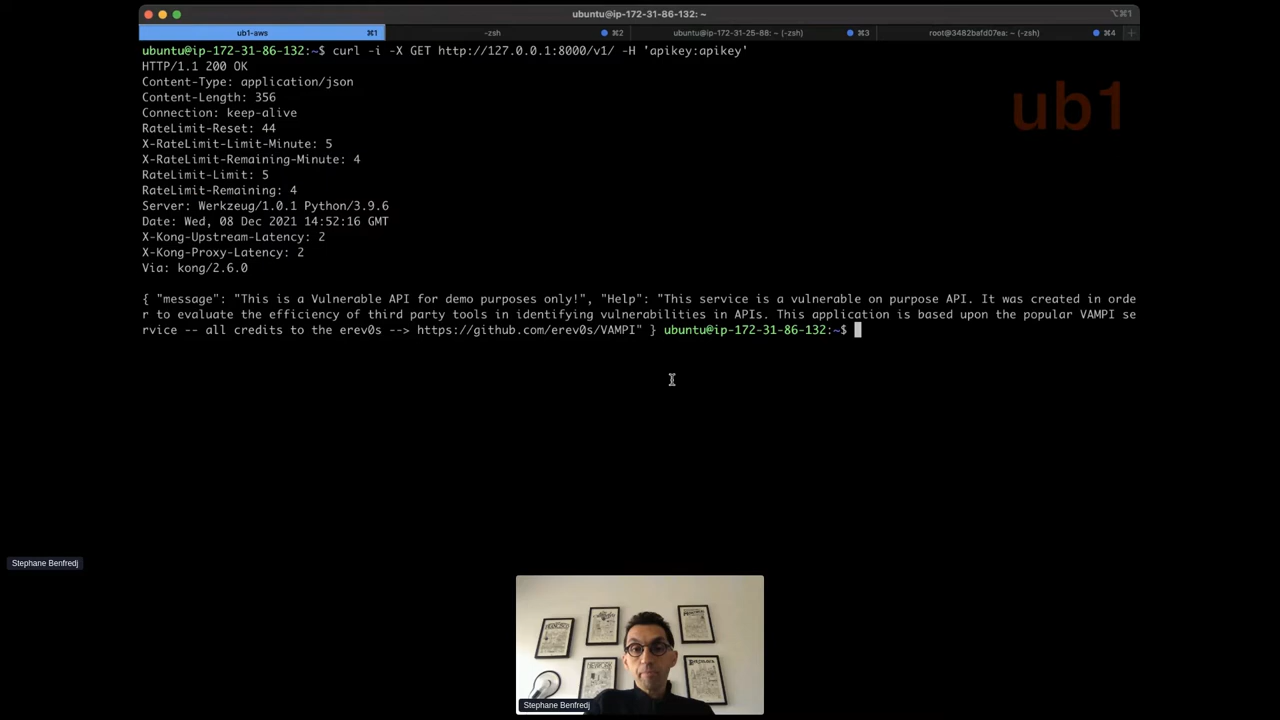 ubuntu@ip-172-31-86-132: ~
⌥⌘1
ub1-aws ⌘1 -zsh ⌘2 ubuntu@ip-172-31-25-88: ~ (-zsh) ⌘3 root@3482bafd07ea: ~ (-zsh) ⌘4 +
ubuntu@ip-172-31-86-132:~$ curl -i -X GET http://127.0.0.1:8000/v1/ -H 'apikey:apikey'
HTTP/1.1 200 OK
Content-Type: application/json
Content-Length: 356
Connection: keep-alive
RateLimit-Reset: 44
X-RateLimit-Limit-Minute: 5
X-RateLimit-Remaining-Minute: 4
RateLimit-Limit: 5
RateLimit-Remaining: 4
Server: Werkzeug/1.0.1 Python/3.9.6
Date: Wed, 08 Dec 2021 14:52:16 GMT
X-Kong-Upstream-Latency: 2
X-Kong-Proxy-Latency: 2
Via: kong/2.6.0
ub1
{ "message": "This is a Vulnerable API for demo purposes only!", "Help": "This service is a vulnerable on purpose API. It was created in orde
r to evaluate the efficiency of third party tools in identifying vulnerabilities in APIs. This application is based upon the popular VAMPI se
rvice -- all credits to the erev0s --> https://github.com/erev0s/VAMPI" } ubuntu@ip-172-31-86-132:~$
Stephane Benfredj
Stephane Benfredj